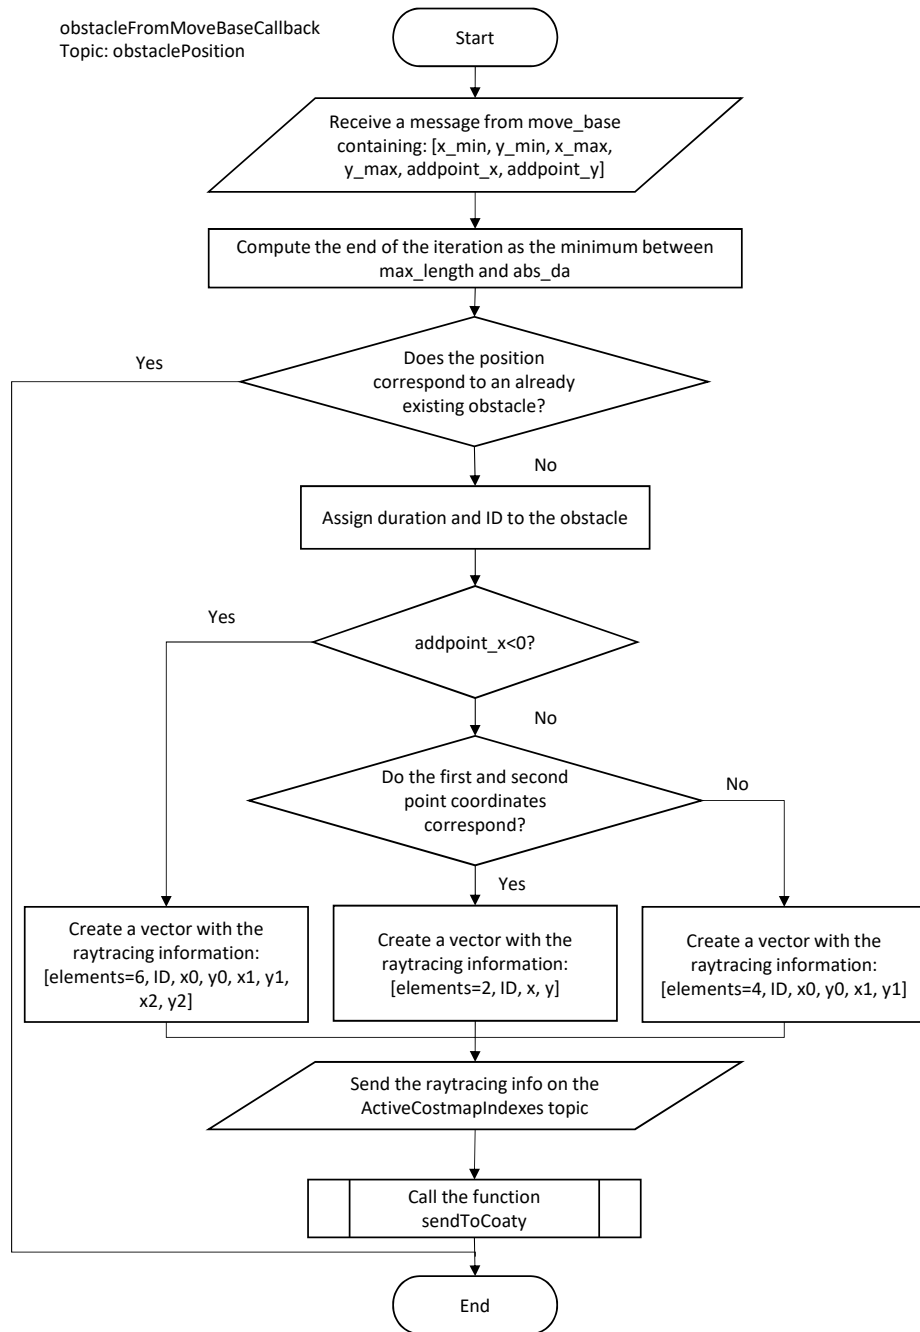 obstacleFromMoveBaseCallback
Topic: obstaclePosition
Start
Receive a message from move_base
containing: [x_min, y_min, x_max,
y_max, addpoint_x, addpoint_y]
Compute the end of the iteration as the minimum between
max_length and abs_da
Yes
Does the position
correspond to an already
existing obstacle?
No
Assign duration and ID to the obstacle
Yes
addpoint_x<0?
No
Do the first and second
point coordinates
correspond?
No
Yes
Create a vector with the
raytracing information:
[elements=6, ID, x0, y0, x1, y1,
x2, y2]
Create a vector with the
raytracing information:
[elements=2, ID, x, y]
Create a vector with the
raytracing information:
[elements=4, ID, x0, y0, x1, y1]
Send the raytracing info on the
ActiveCostmapIndexes topic
Call the function
sendToCoaty
End